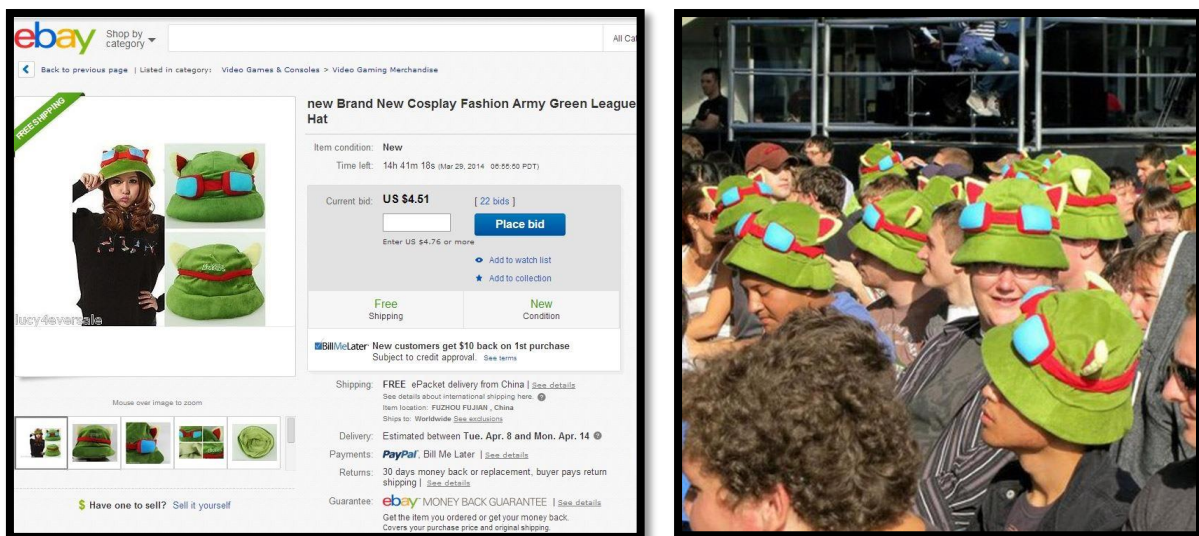 ebay
Shop by
category
All Cat
Back to previous page | Listed in category: Video Games & Consoles > Video Gaming Merchandise
FREE SHIPPING
lucy4eversale
Mouse over image to zoom
$ Have one to sell? Sell it yourself
new Brand New Cosplay Fashion Army Green League
Hat
Item condition: New
Time left: 14h 41m 18s (Mar 29, 2014 06:55:50 PDT)
Current bid: US $4.51 [ 22 bids ]
Place bid
Enter US $4.76 or more
Add to watch list
Add to collection
Free
Shipping
New
Condition
BillMeLater New customers get $10 back on 1st purchase
Subject to credit approval. See terms
Shipping: FREE ePacket delivery from China | See details
See details about international shipping here.
Item location: FUZHOU FUJIAN , China
Ships to: Worldwide See exclusions
Delivery: Estimated between Tue. Apr. 8 and Mon. Apr. 14
Payments: PayPal, Bill Me Later | See details
Returns: 30 days money back or replacement, buyer pays return
shipping | See details
Guarantee: ebay MONEY BACK GUARANTEE | See details
Get the item you ordered or get your money back.
Covers your purchase price and original shipping.